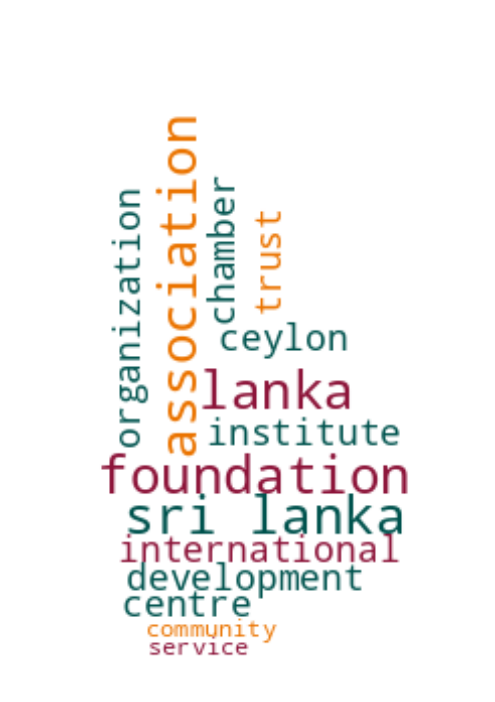 organization
association
chamber
trust
ceylon
lanka
institute
foundation
sri lanka
international
development
centre
community
service